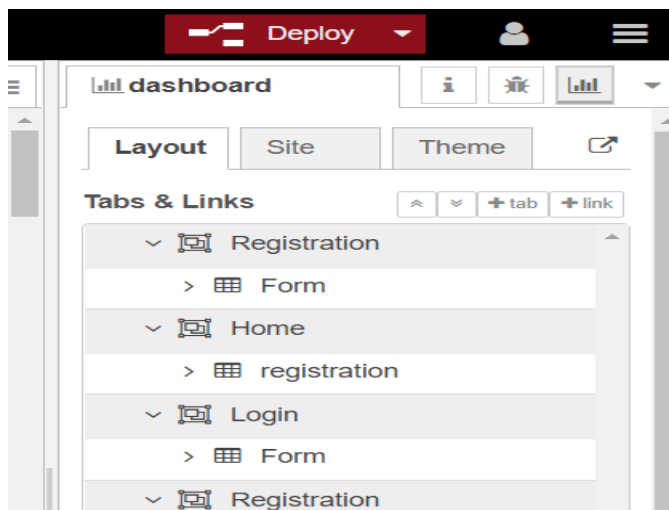 Deploy
dashboard
Layout Site Theme
Tabs & Links
tab link
Registration
Form
Home
registration
Login
Form
Registration